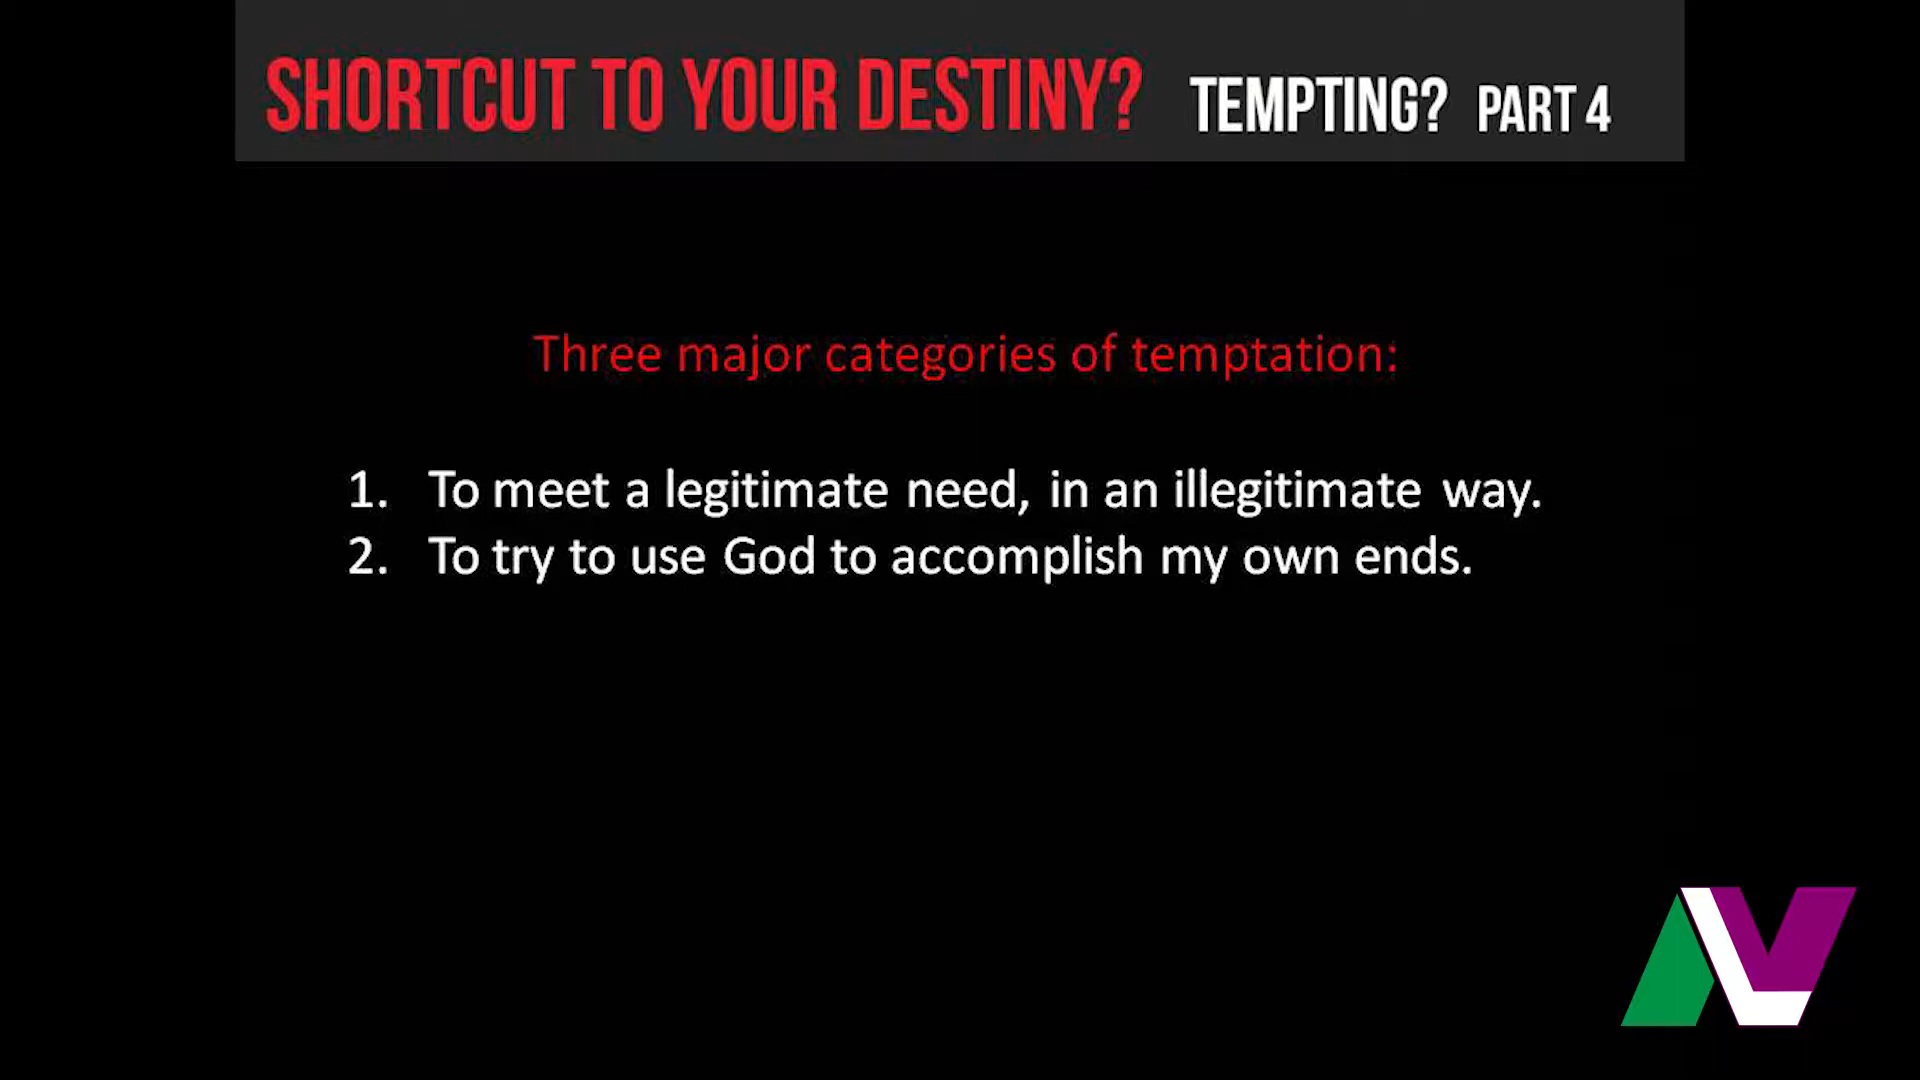 SHORTCUT TO YOUR DESTINY? TEMPTING? PART 4
Three major categories of temptation:
1. To meet a legitimate need, in an illegitimate way.
2. To try to use God to accomplish my own ends.